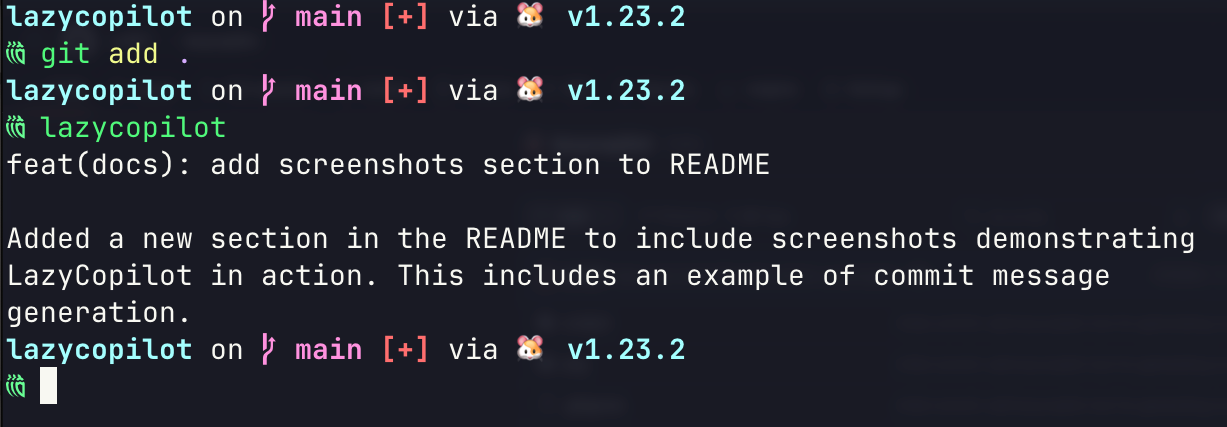 lazycopilot on main [+] via 🐹 v1.23.2
git add .
lazycopilot on main [+] via 🐹 v1.23.2
lazycopilot
feat(docs): add screenshots section to README
Added a new section in the README to include screenshots demonstrating
LazyCopilot in action. This includes an example of commit message
generation.
lazycopilot on main [+] via 🐹 v1.23.2